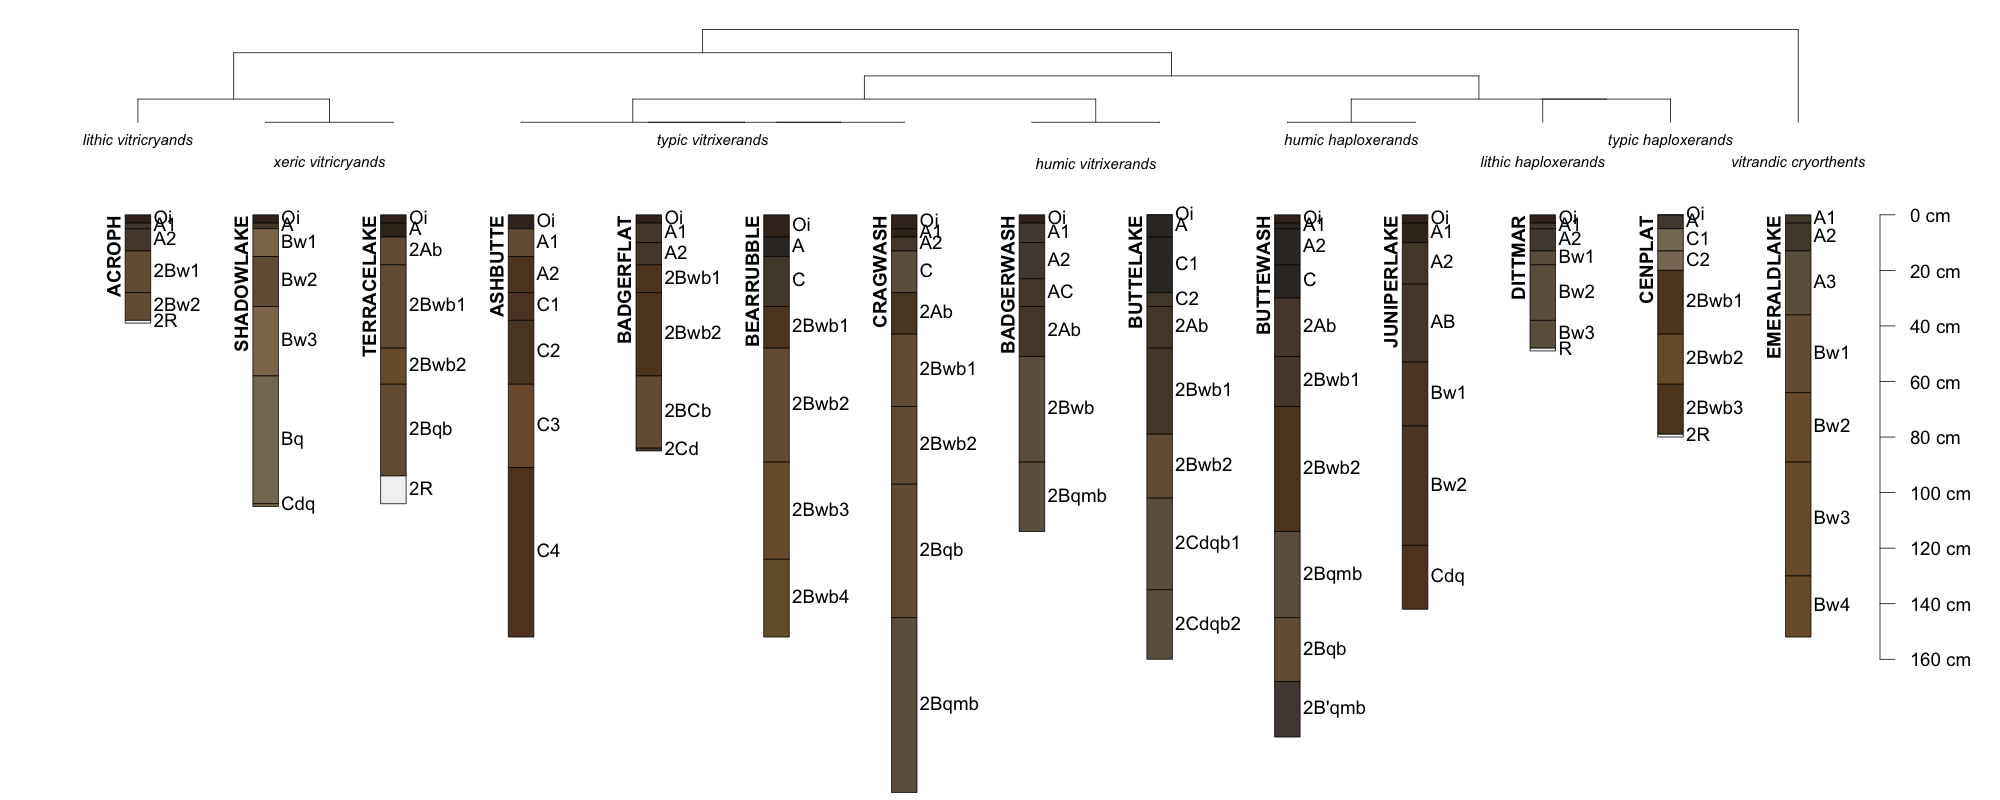 lithic vitricryands
xeric vitricryands
typic vitrixerands
humic vitrixerands
humic haploxerands
lithic haploxerands
typic haploxerands
vitrandic cryorthents
ACROPH
Oi
A1
A2
2Bw1
2Bw2
2R
SHADOWLAKE
Oi
A
Bw1
Bw2
Bw3
Bq
Cdq
TERRACELAKE
Oi
A
2Ab
2Bwb1
2Bwb2
2Bqb
2R
ASHBUTTE
Oi
A1
A2
C1
C2
C3
C4
BADGERFLAT
Oi
A1
A2
2Bwb1
2Bwb2
2BCb
2Cd
BEARRUBBLE
Oi
A
C
2Bwb1
2Bwb2
2Bwb3
2Bwb4
CRAGWASH
Oi
A1
A2
C
2Ab
2Bwb1
2Bwb2
2Bqb
2Bqmb
BADGERWASH
Oi
A1
A2
AC
2Ab
2Bwb
2Bqmb
BUTTELAKE
Oi
A
C1
C2
2Ab
2Bwb1
2Bwb2
2Cdqb1
2Cdqb2
BUTTEWASH
Oi
A1
A2
C
2Ab
2Bwb1
2Bwb2
2Bqmb
2Bqb
2B'qmb
JUNIPERLAKE
Oi
A1
A2
AB
Bw1
Bw2
Cdq
DITTMAR
Oi
A1
A2
Bw1
Bw2
Bw3
R
CENPLAT
Oi
A
C1
C2
2Bwb1
2Bwb2
2Bwb3
2R
EMERALDLAKE
A1
A2
A3
Bw1
Bw2
Bw3
Bw4
0 cm
20 cm
40 cm
60 cm
80 cm
100 cm
120 cm
140 cm
160 cm